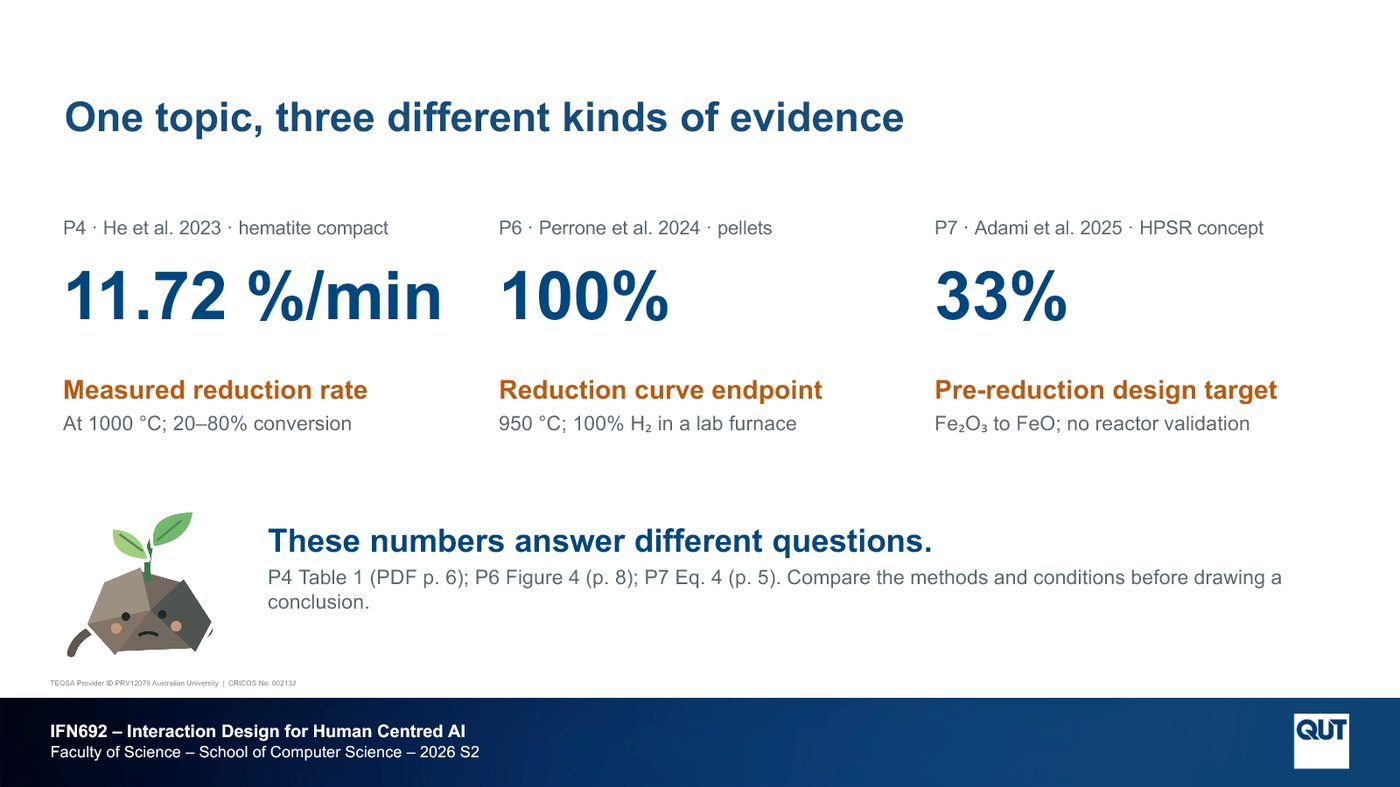 One topic, three different kinds of evidence
P4 · He et al. 2023 · hematite compact
11.72 %/min
Measured reduction rate
At 1000 °C; 20–80% conversion
P6 · Perrone et al. 2024 · pellets
100%
Reduction curve endpoint
950 °C; 100% H₂ in a lab furnace
P7 · Adami et al. 2025 · HPSR concept
33%
Pre-reduction design target
Fe₂O₃ to FeO; no reactor validation
These numbers answer different questions.
P4 Table 1 (PDF p. 6); P6 Figure 4 (p. 8); P7 Eq. 4 (p. 5). Compare the methods and conditions before drawing a
conclusion.
TEQSA Provider ID PRV12079 Australian University | CRICOS No. 00213J
IFN692 – Interaction Design for Human Centred AI
Faculty of Science – School of Computer Science – 2026 S2
QUT